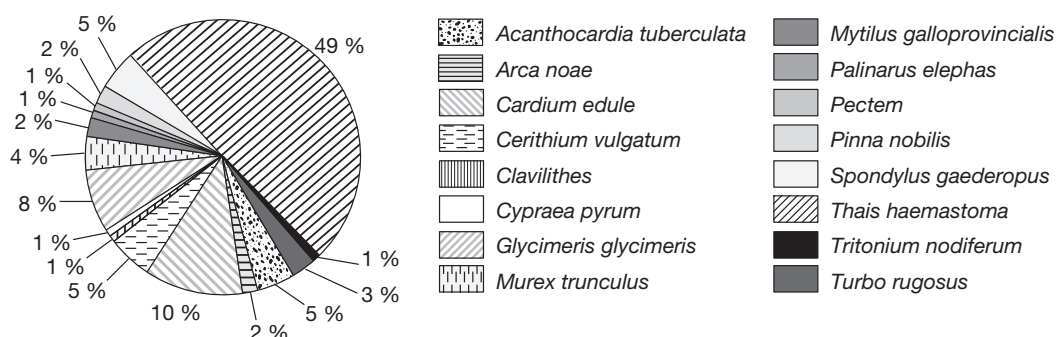 5 %
49 %
2 %
1 %
1 %
2 %
4 %
8 %
1 %
1 %
5 %
10 %
2 %
5 %
3 %
1 %
Acanthocardia tuberculata
Arca noae
Cardium edule
Cerithium vulgatum
Clavilithes
Cypraea pyrum
Glycimeris glycimeris
Murex trunculus
Mytilus galloprovincialis
Palinarus elephas
Pectem
Pinna nobilis
Spondylus gaederopus
Thais haemastoma
Tritonium nodiferum
Turbo rugosus